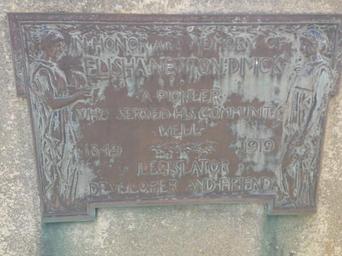 IN HONOR AND MEMORY OF
ELISHA NELSON DIMICK
A PIONEER
WHO SERVED HIS COMMUNITY
WELL
1849 1919
LEGISLATOR
DEVELOPER AND FRIEND